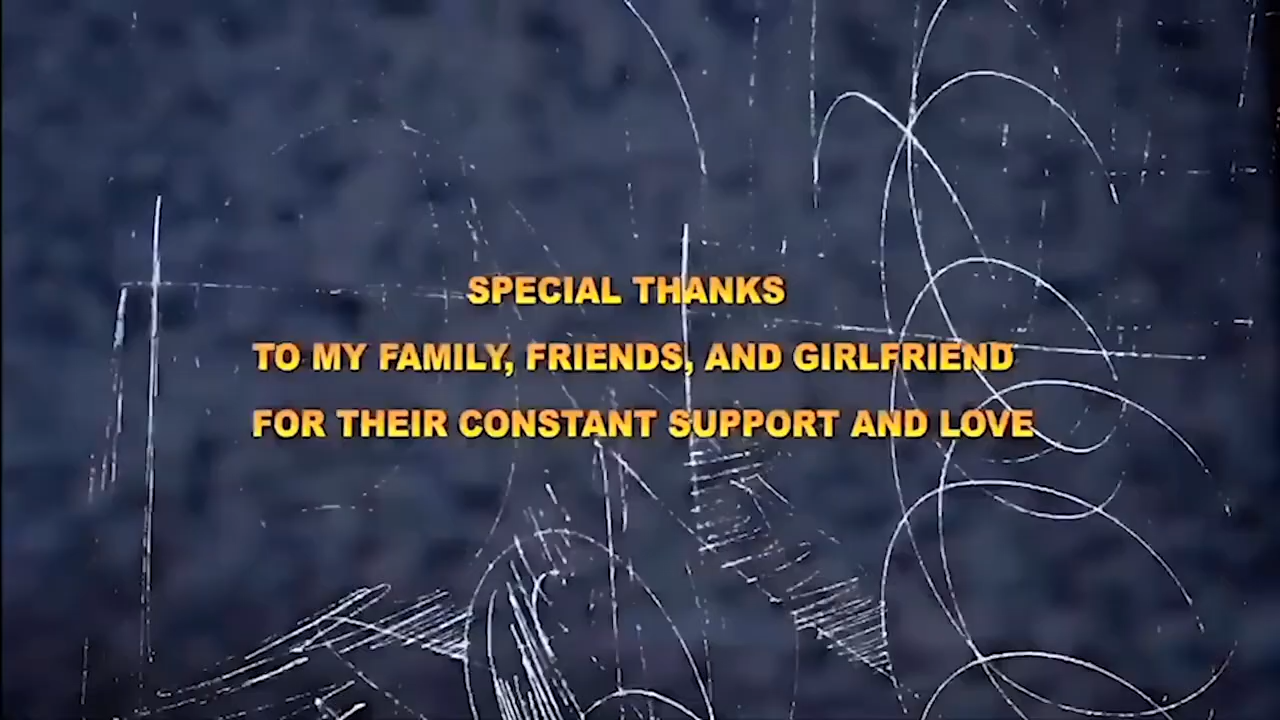 SPECIAL THANKS
TO MY FAMILY, FRIENDS, AND GIRLFRIEND
FOR THEIR CONSTANT SUPPORT AND LOVE